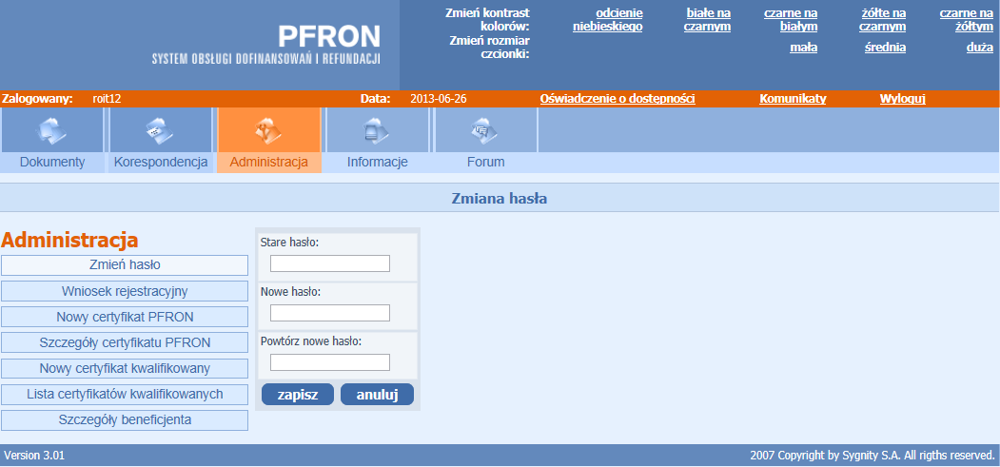 PFRON
SYSTEM OBSŁUGI DOFINANSOWAŃ I REFUNDACJI
Zmień kontrast kolorów:
odcienie niebieskiego
białe na czarnym
czarne na białym
żółte na czarnym
czarne na żółtym
Zmień rozmiar czcionki:
mała
średnia
duża
Zalogowany: roit12 Data: 2013-06-26 Oświadczenie o dostępności Komunikaty Wyloguj
Dokumenty Korespondencja Administracja Informacje Forum
Zmiana hasła
Administracja
Zmień hasło
Wniosek rejestracyjny
Nowy certyfikat PFRON
Szczegóły certyfikatu PFRON
Nowy certyfikat kwalifikowany
Lista certyfikatów kwalifikowanych
Szczegóły beneficjenta
Stare hasło:
Nowe hasło:
Powtórz nowe hasło:
zapisz anuluj
Version 3.01
2007 Copyright by Sygnity S.A. All rigths reserved.